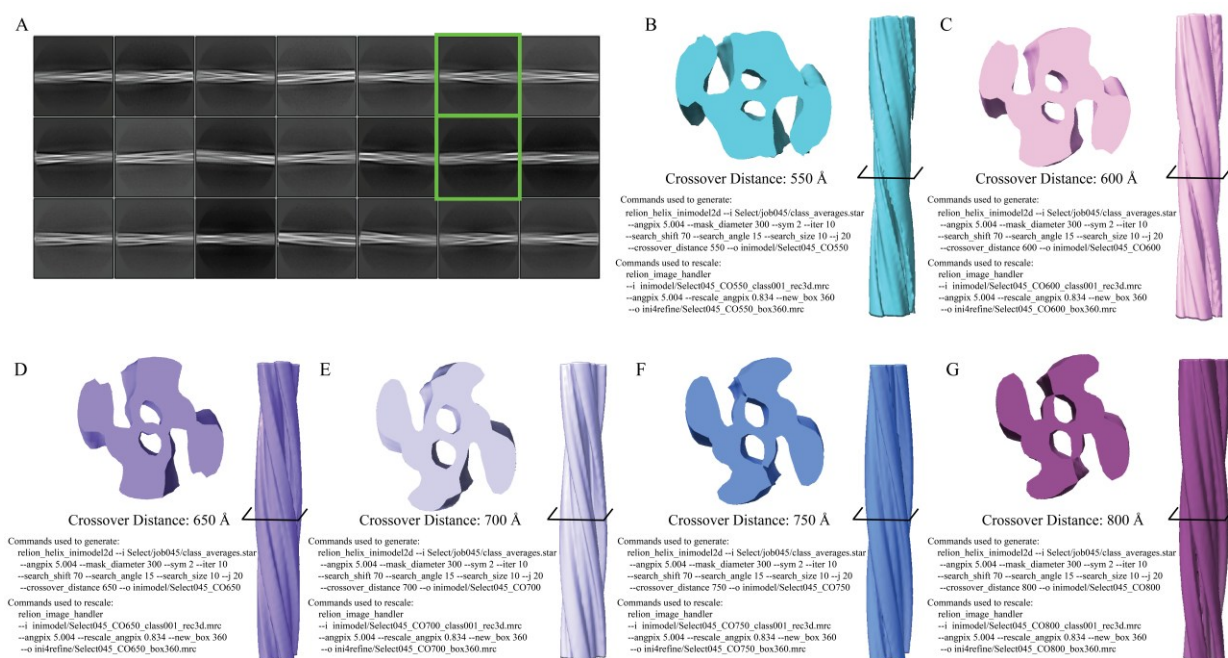 A
B
Crossover Distance: 550 Å
Commands used to generate:
relion_helix_inimodel2d --i Select/job045/class_averages.star
--angpix 5.004 --mask_diameter 300 --sym 2 --iter 10
--search_shift 70 --search_angle 15 --search_size 10 --j 20
--crossover_distance 550 --o inimodel/Select045_CO550
Commands used to rescale:
relion_image_handler
--i inimodel/Select045_CO550_class001_rec3d.mrc
--angpix 5.004 --rescale_angpix 0.834 --new_box 360
--o ini4refine/Select045_CO550_box360.mrc
C
Crossover Distance: 600 Å
Commands used to generate:
relion_helix_inimodel2d --i Select/job045/class_averages.star
--angpix 5.004 --mask_diameter 300 --sym 2 --iter 10
--search_shift 70 --search_angle 15 --search_size 10 --j 20
--crossover_distance 600 --o inimodel/Select045_CO600
Commands used to rescale:
relion_image_handler
--i inimodel/Select045_CO600_class001_rec3d.mrc
--angpix 5.004 --rescale_angpix 0.834 --new_box 360
--o ini4refine/Select045_CO600_box360.mrc
D
Crossover Distance: 650 Å
Commands used to generate:
relion_helix_inimodel2d --i Select/job045/class_averages.star
--angpix 5.004 --mask_diameter 300 --sym 2 --iter 10
--search_shift 70 --search_angle 15 --search_size 10 --j 20
--crossover_distance 650 --o inimodel/Select045_CO650
Commands used to rescale:
relion_image_handler
--i inimodel/Select045_CO650_class001_rec3d.mrc
--angpix 5.004 --rescale_angpix 0.834 --new_box 360
--o ini4refine/Select045_CO650_box360.mrc
E
Crossover Distance: 700 Å
Commands used to generate:
relion_helix_inimodel2d --i Select/job045/class_averages.star
--angpix 5.004 --mask_diameter 300 --sym 2 --iter 10
--search_shift 70 --search_angle 15 --search_size 10 --j 20
--crossover_distance 700 --o inimodel/Select045_CO700
Commands used to rescale:
relion_image_handler
--i inimodel/Select045_CO700_class001_rec3d.mrc
--angpix 5.004 --rescale_angpix 0.834 --new_box 360
--o ini4refine/Select045_CO700_box360.mrc
F
Crossover Distance: 750 Å
Commands used to generate:
relion_helix_inimodel2d --i Select/job045/class_averages.star
--angpix 5.004 --mask_diameter 300 --sym 2 --iter 10
--search_shift 70 --search_angle 15 --search_size 10 --j 20
--crossover_distance 750 --o inimodel/Select045_CO750
Commands used to rescale:
relion_image_handler
--i inimodel/Select045_CO750_class001_rec3d.mrc
--angpix 5.004 --rescale_angpix 0.834 --new_box 360
--o ini4refine/Select045_CO750_box360.mrc
G
Crossover Distance: 800 Å
Commands used to generate:
relion_helix_inimodel2d --i Select/job045/class_averages.star
--angpix 5.004 --mask_diameter 300 --sym 2 --iter 10
--search_shift 70 --search_angle 15 --search_size 10 --j 20
--crossover_distance 800 --o inimodel/Select045_CO800
Commands used to rescale:
relion_image_handler
--i inimodel/Select045_CO800_class001_rec3d.mrc
--angpix 5.004 --rescale_angpix 0.834 --new_box 360
--o ini4refine/Select045_CO800_box360.mrc